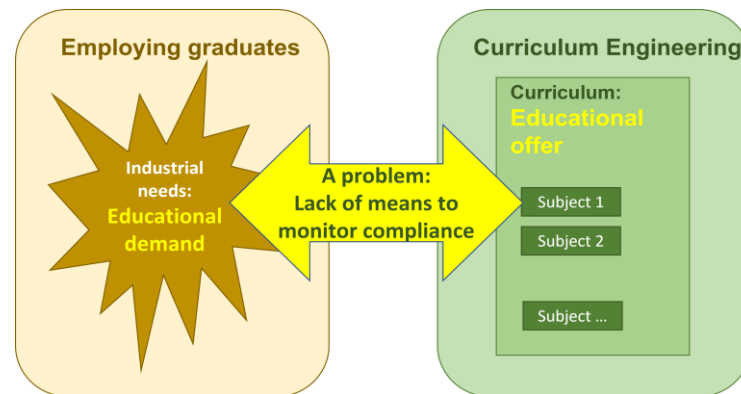 Employing graduates
Industrial
needs:
Educational
demand
A problem:
Lack of means to
monitor compliance
Curriculum Engineering
Curriculum:
Educational
offer
Subject 1
Subject 2
Subject ...